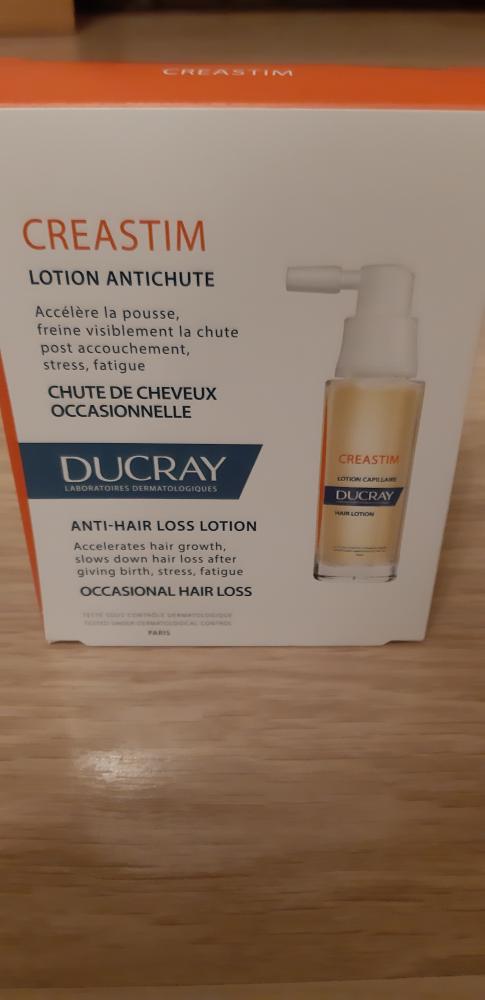 CREASTIM
CREASTIM
LOTION ANTICHUTE
Accélère la pousse,
freine visiblement la chute
post accouchement,
stress, fatigue
CHUTE DE CHEVEUX
OCCASIONNELLE
DUCRAY
LABORATOIRES DERMATOLOGIQUES
ANTI-HAIR LOSS LOTION
Accelerates hair growth,
slows down hair loss after
giving birth, stress, fatigue
OCCASIONAL HAIR LOSS
TESTÉ SOUS CONTRÔLE DERMATOLOGIQUE
TESTED UNDER DERMATOLOGICAL CONTROL
PARIS
CREASTIM
LOTION CAPILLAIRE
DUCRAY
HAIR LOTION